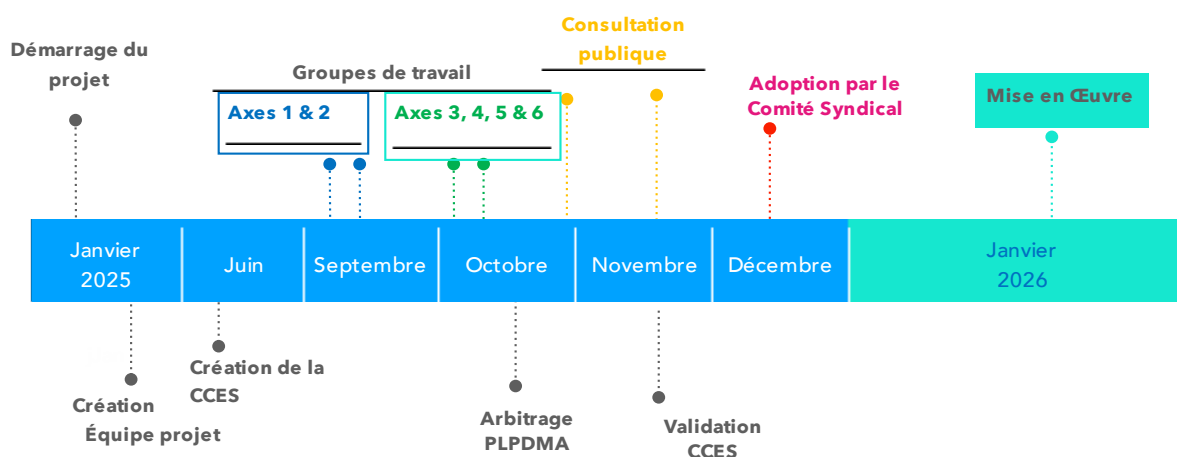 Démarrage du
projet
Groupes de travail
Axes 1 & 2
Axes 3, 4, 5 & 6
Consultation
publique
Adoption par le
Comité Syndical
Mise en Œuvre
Janvier
2025
Juin
Septembre
Octobre
Novembre
Décembre
Janvier
2026
Création
Équipe projet
Création de la
CCES
Arbitrage
PLPDMA
Validation
CCES